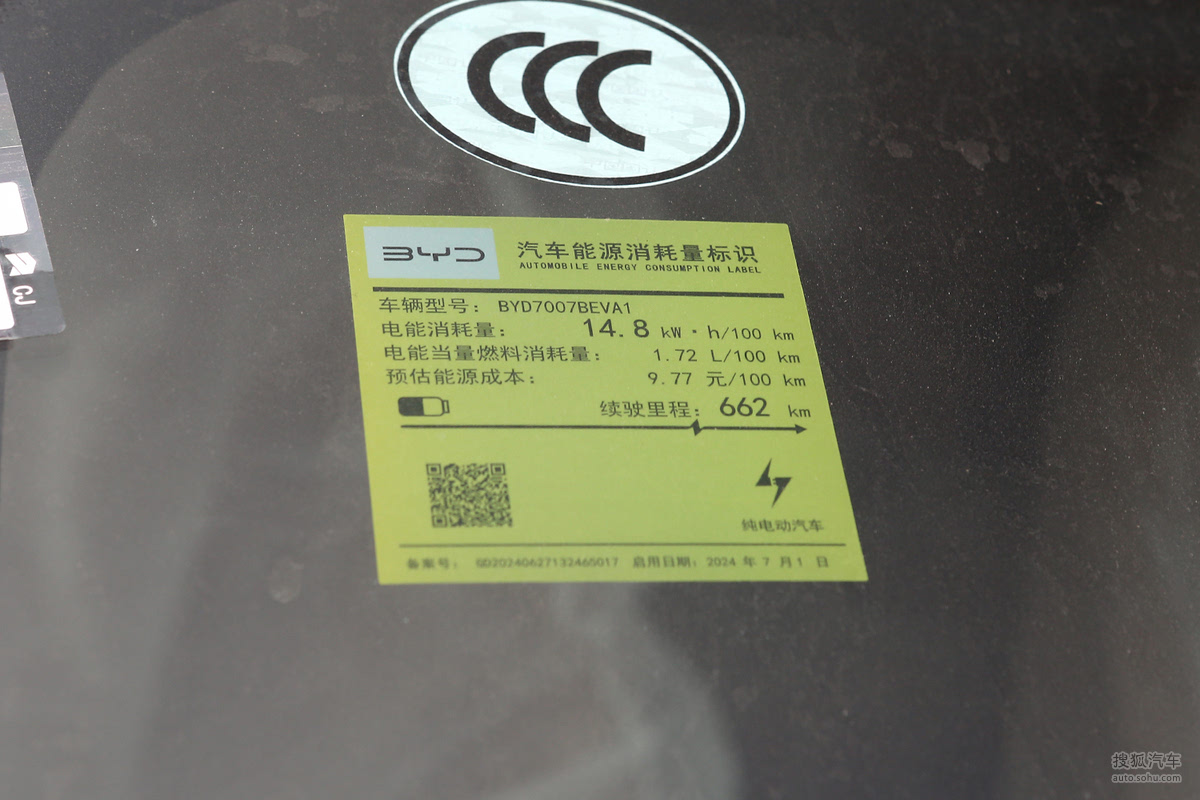 CCC
BYD
汽车能源消耗量标识
AUTOMOBILE ENERGY CONSUMPTION LABEL
车辆型号: BYD7007BEVA1
电能消耗量: 14.8 kW·h/100 km
电能当量燃料消耗量: 1.72 L/100 km
预估能源成本: 9.77 元/100 km
续驶里程: 662 km
纯电动汽车
备案号: GD20240627132465017 启用日期: 2024 年 7 月 1 日
搜狐汽车
auto.sohu.com